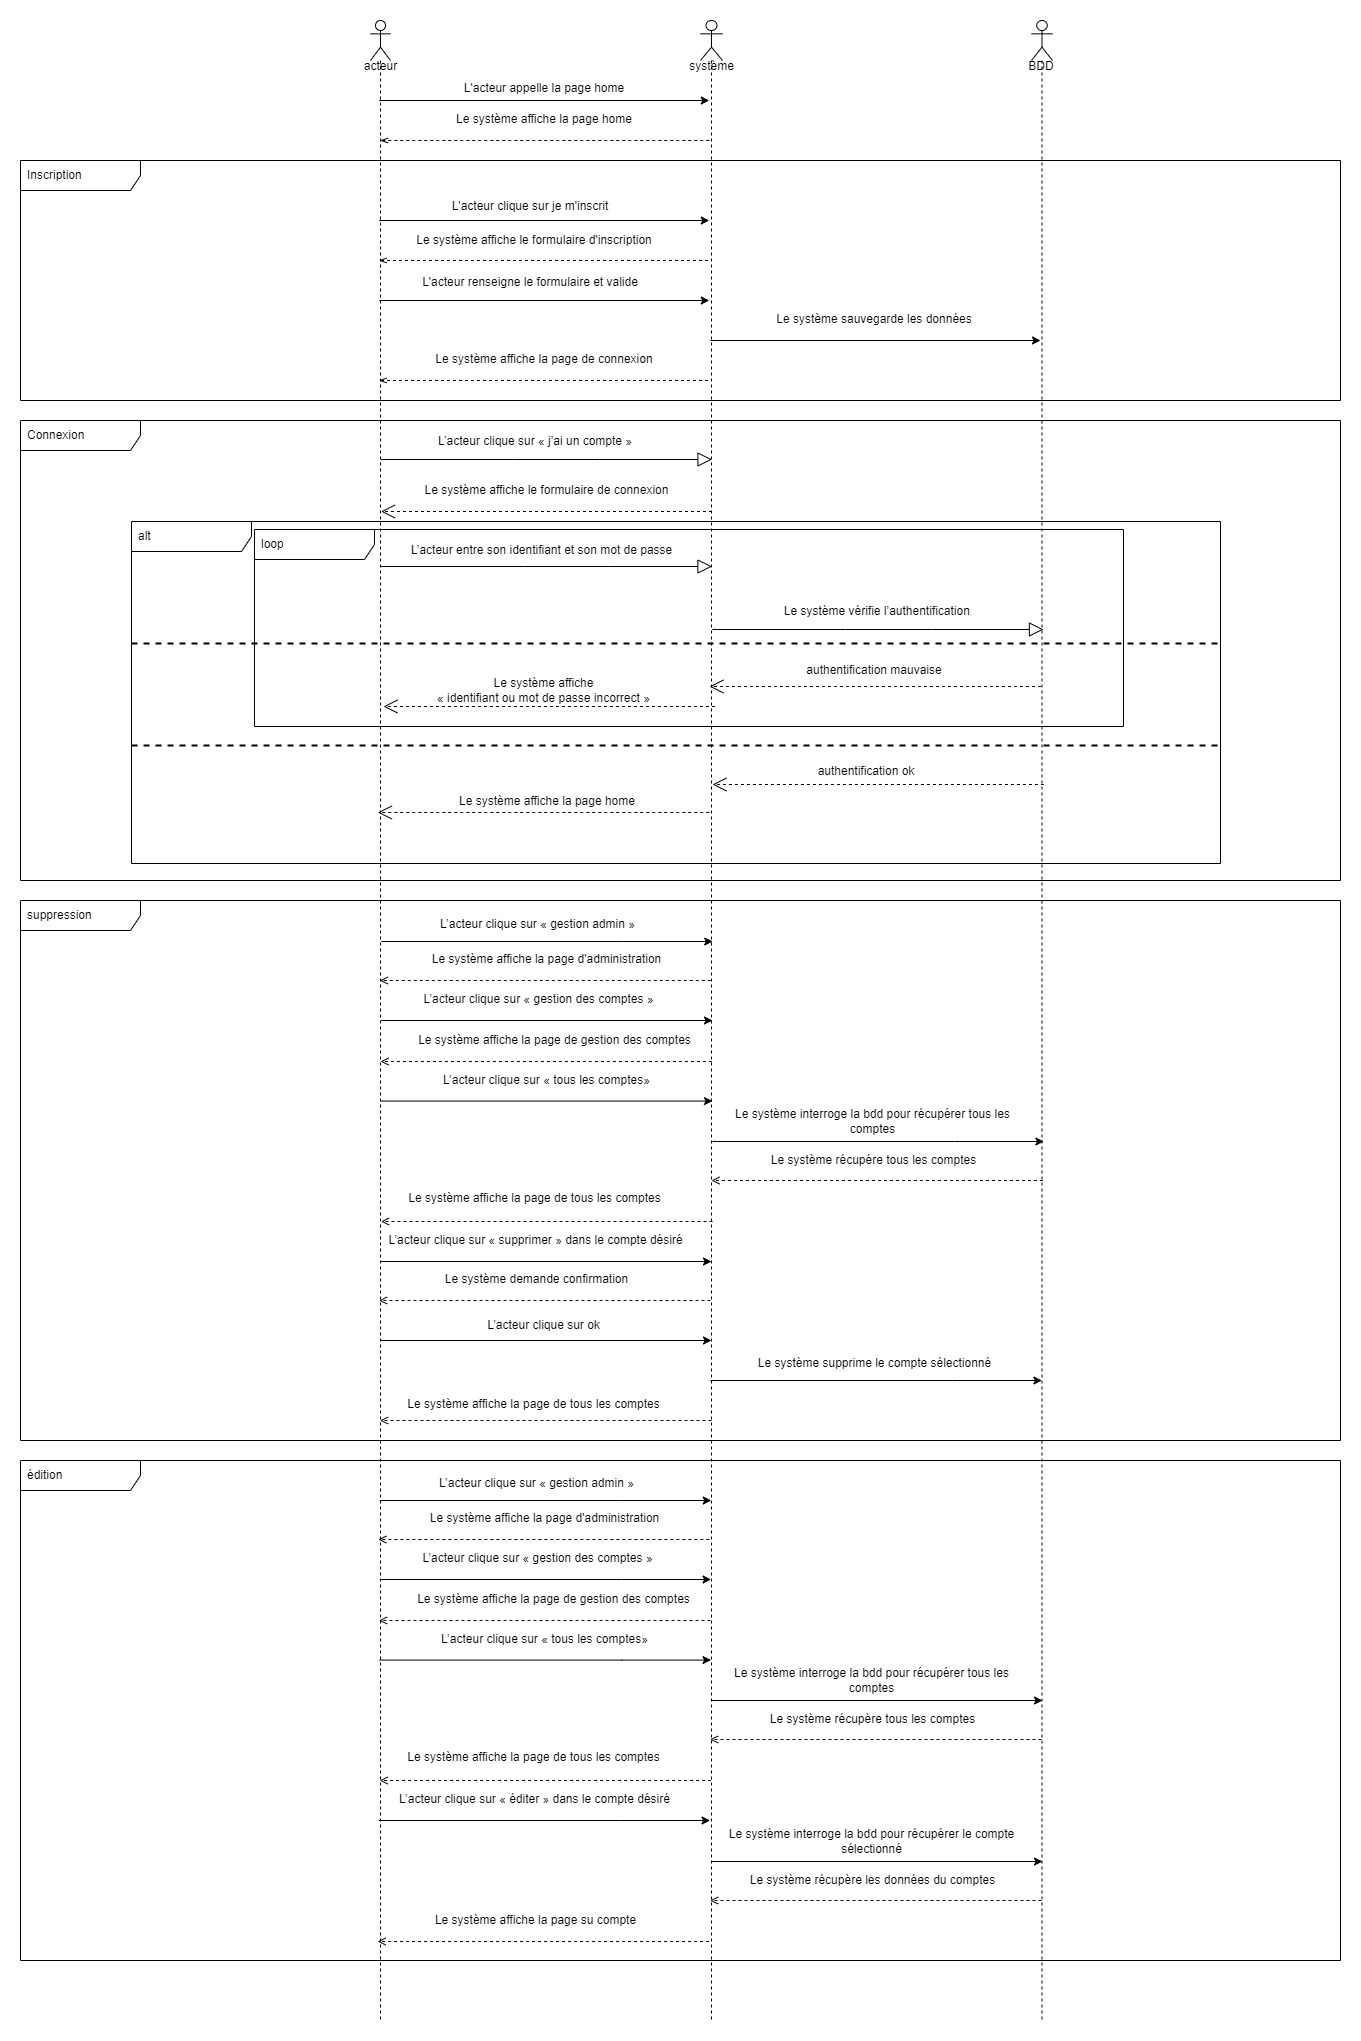 acteur
système
BDD
L'acteur appelle la page home
Le système affiche la page home
Inscription
L'acteur clique sur je m'inscrit
Le système affiche le formulaire d'inscription
L'acteur renseigne le formulaire et valide
Le système sauvegarde les données
Le système affiche la page de connexion
Connexion
L'acteur clique sur « j'ai un compte »
Le système affiche le formulaire de connexion
alt
loop
L'acteur entre son identifiant et son mot de passe
Le système vérifie l'authentification
authentification mauvaise
Le système affiche
« identifiant ou mot de passe incorrect »
authentification ok
Le système affiche la page home
suppression
L'acteur clique sur « gestion admin »
Le système affiche la page d'administration
L'acteur clique sur « gestion des comptes »
Le système affiche la page de gestion des comptes
L'acteur clique sur « tous les comptes»
Le système interroge la bdd pour récupérer tous les
comptes
Le système récupére tous les comptes
Le système affiche la page de tous les comptes
L'acteur clique sur « supprimer » dans le compte désiré
Le système demande confirmation
L'acteur clique sur ok
Le système supprime le compte sélectionné
Le système affiche la page de tous les comptes
édition
L'acteur clique sur « gestion admin »
Le système affiche la page d'administration
L'acteur clique sur « gestion des comptes »
Le système affiche la page de gestion des comptes
L'acteur clique sur « tous les comptes»
Le système interroge la bdd pour récupérer tous les
comptes
Le système récupère tous les comptes
Le système affiche la page de tous les comptes
L'acteur clique sur « éditer » dans le compte désiré
Le système interroge la bdd pour récupérer le compte
sélectionné
Le système récupère les données du comptes
Le système affiche la page su compte